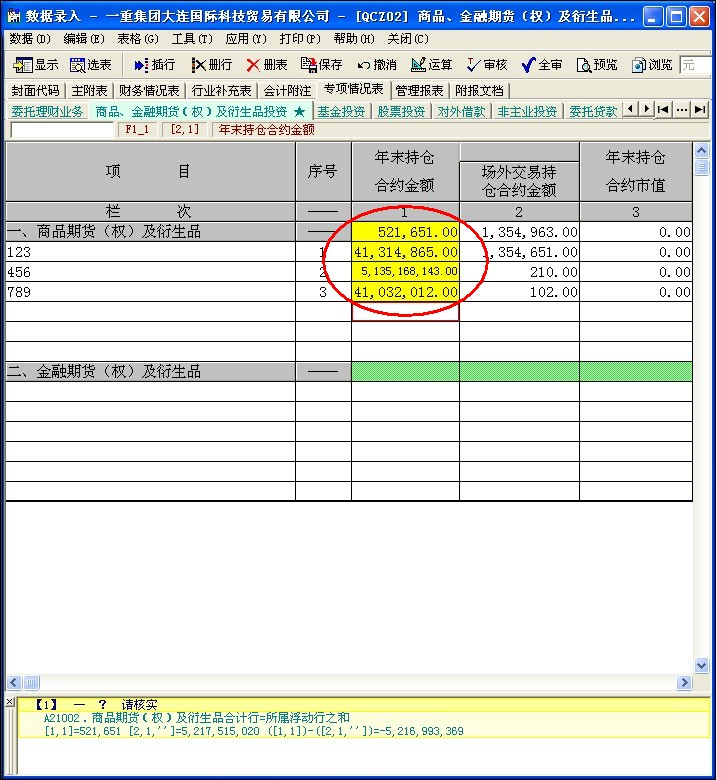 数据录入 - 一重集团大连国际科技贸易有限公司 - [QCZ02] 商品、金融期货（权）及衍生品...
数据(D) 编辑(E) 表格(G) 工具(T) 应用(Y) 打印(P) 帮助(H) 关闭(C)
显示 选表 插行 删行 删表 保存 撤消 运算 审核 全审 预览 浏览 元
封面代码 主附表 财务情况表 行业补充表 会计附注 专项情况表 管理报表 附报文档
委托理财业务 商品、金融期货(权)及衍生品投资 ★ 基金投资 股票投资 对外借款 非主业投资 委托贷款
F1_1 [2,1] 年末持仓合约金额
项 目 序号 年末持仓 年末持仓
合约金额 场外交易持 合约市值
仓合约金额
栏 次 —— 1 2 3
一、商品期货（权）及衍生品 —— 521,651.00 1,354,963.00 0.00
123 1 41,314,865.00 1,354,651.00 0.00
456 2 5,135,168,143.00 210.00 0.00
789 3 41,032,012.00 102.00 0.00
二、金融期货（权）及衍生品 ——
【1】 — ? 请核实
A21002．商品期货(权)及衍生品合计行=所属浮动行之和
[1,1]=521,651 [2,1,'']=5,217,515,020 ([1,1])-([2,1,''])=-5,216,993,369